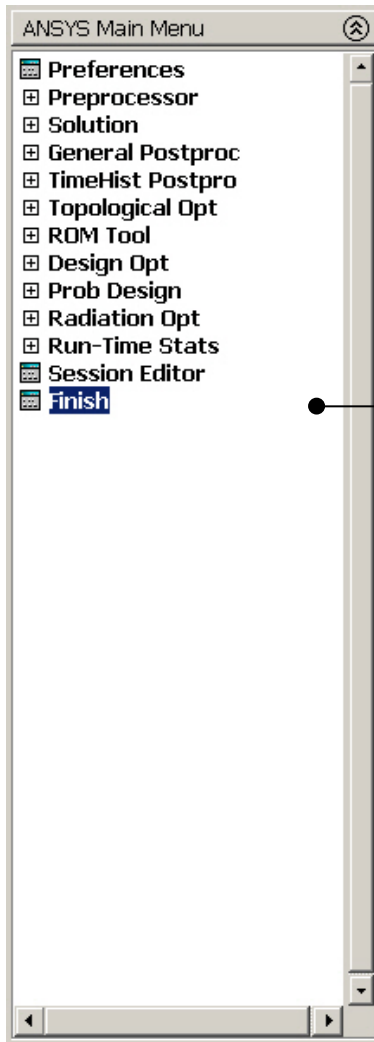 ANSYS Main Menu
Preferences
Preprocessor
Solution
General Postproc
TimeHist Postpro
Topological Opt
ROM Tool
Design Opt
Prob Design
Radiation Opt
Run-Time Stats
Session Editor
Finish